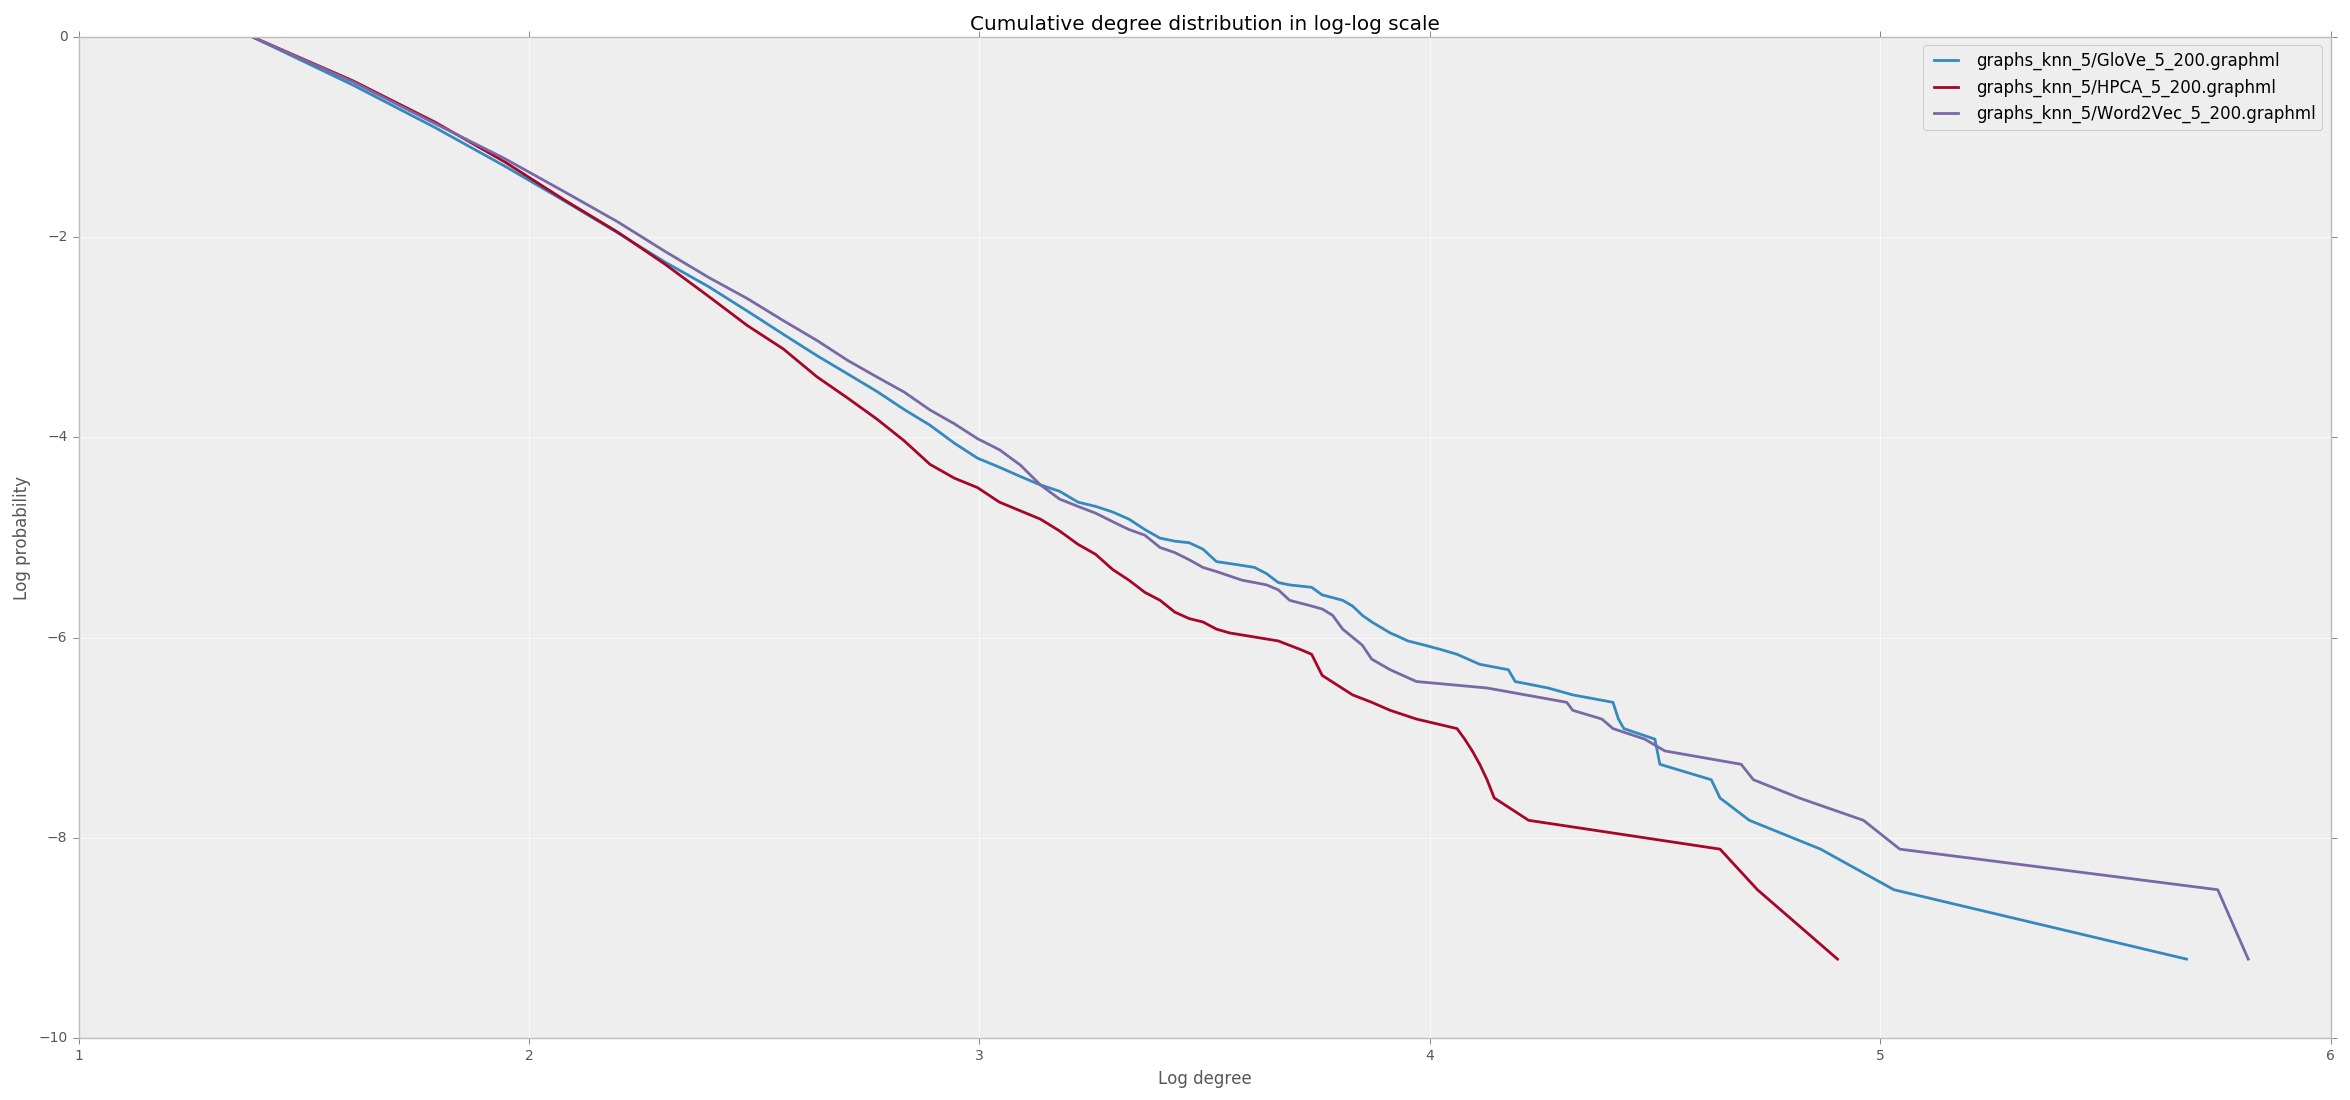 Cumulative degree distribution in log-log scale
graphs_knn_5/GloVe_5_200.graphml
graphs_knn_5/HPCA_5_200.graphml
graphs_knn_5/Word2Vec_5_200.graphml
Log probability
0
−2
−4
−6
−8
−10
1 2 3 4 5 6
Log degree